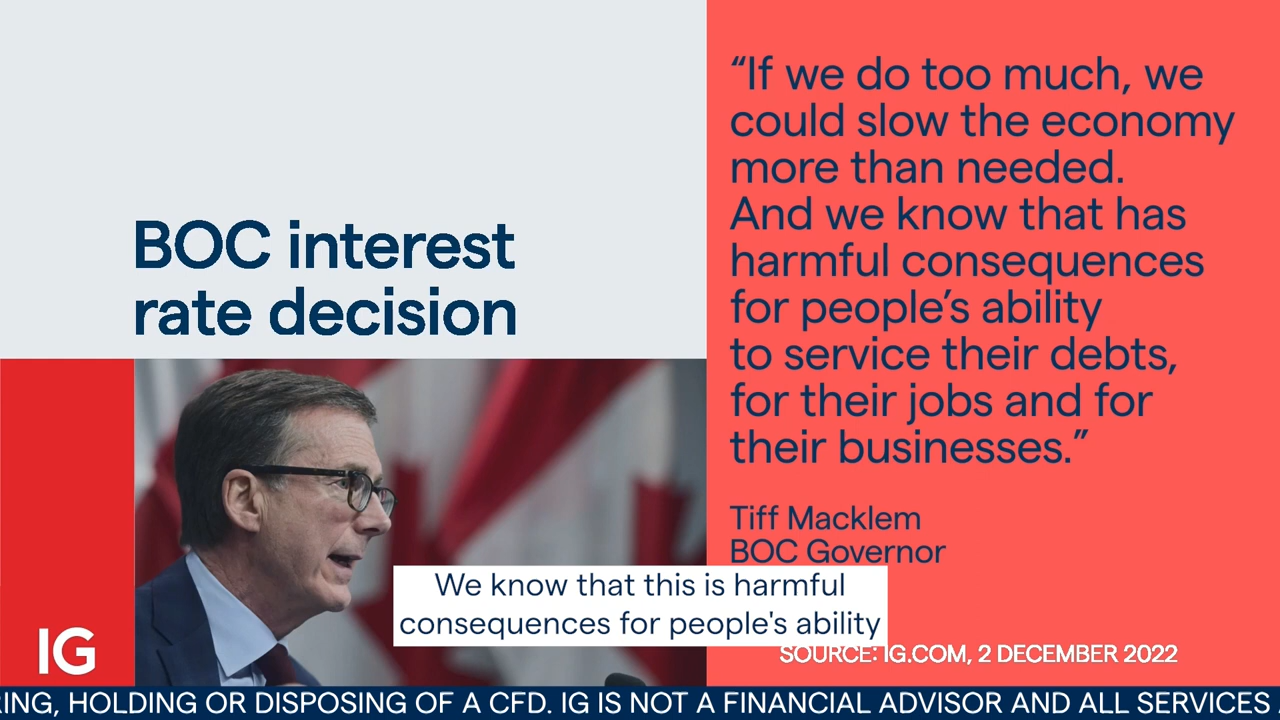 BOC interest
rate decision
“If we do too much, we
could slow the economy
more than needed.
And we know that has
harmful consequences
for people’s ability
to service their debts,
for their jobs and for
their businesses.”
Tiff Macklem
BOC Governor
We know that this is harmful
consequences for people's ability
SOURCE: IG.COM, 2 DECEMBER 2022
IG
HOLDING OR DISPOSING OF A CFD. IG IS NOT A FINANCIAL ADVISOR AND ALL SERVICES